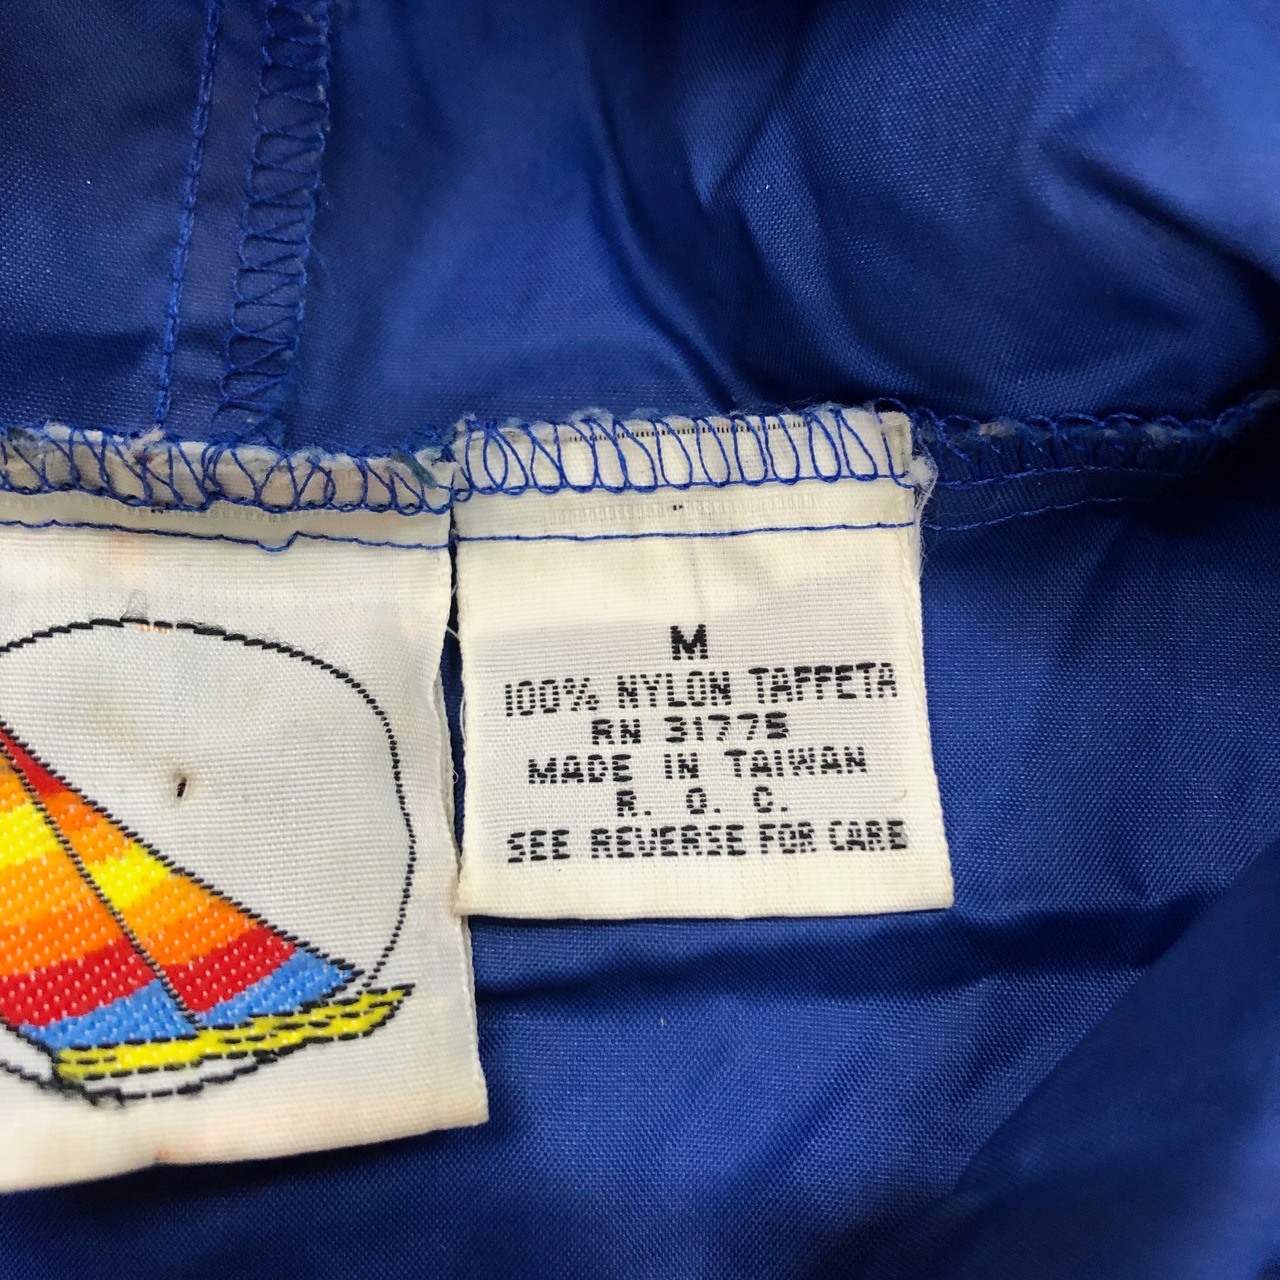 M
100% NYLON TAFFETA
RN 31775
MADE IN TAIWAN
R. O. C.
SEE REVERSE FOR CARE